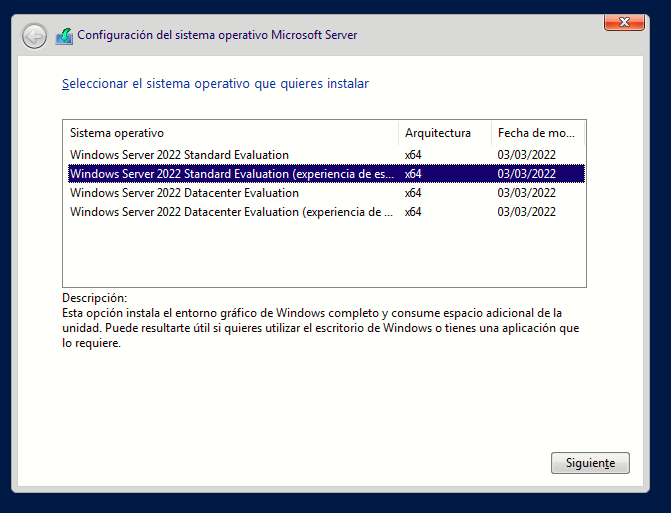 Configuración del sistema operativo Microsoft Server
Seleccionar el sistema operativo que quieres instalar
Sistema operativo Arquitectura Fecha de mo...
Windows Server 2022 Standard Evaluation x64 03/03/2022
Windows Server 2022 Standard Evaluation (experiencia de es... x64 03/03/2022
Windows Server 2022 Datacenter Evaluation x64 03/03/2022
Windows Server 2022 Datacenter Evaluation (experiencia de ... x64 03/03/2022
Descripción:
Esta opción instala el entorno gráfico de Windows completo y consume espacio adicional de la
unidad. Puede resultarte útil si quieres utilizar el escritorio de Windows o tienes una aplicación que
lo requiere.
Siguiente